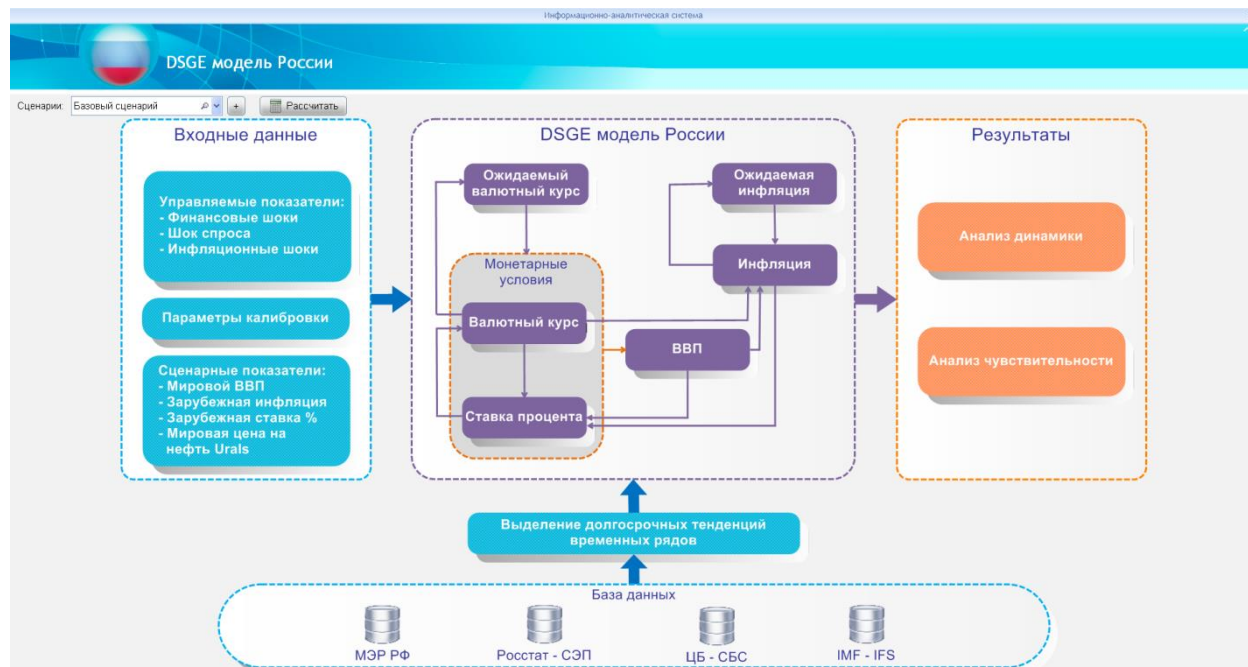 Информационно-аналитическая система
DSGE модель России
Сценарии:
Базовый сценарий
+
Рассчитать
Входные данные
Управляемые показатели:
- Финансовые шоки
- Шок спроса
- Инфляционные шоки
Параметры калибровки
Сценарные показатели:
- Мировой ВВП
- Зарубежная инфляция
- Зарубежная ставка %
- Мировая цена на
нефть Urals
DSGE модель России
Ожидаемый
валютный курс
Ожидаемая
инфляция
Монетарные
условия
Инфляция
Валютный курс
ВВП
Ставка процента
Результаты
Анализ динамики
Анализ чувствительности
Выделение долгосрочных тенденций
временных рядов
База данных
МЭР РФ
Росстат - СЭП
ЦБ - СБС
IMF - IFS